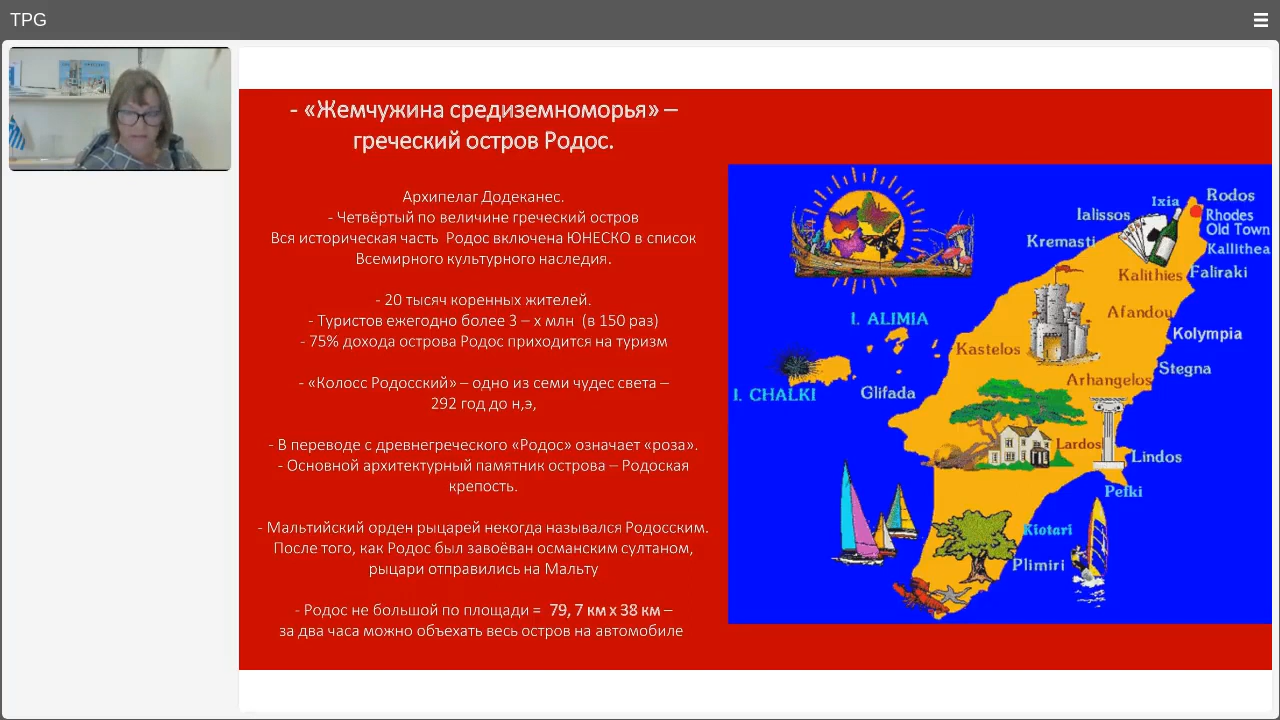 TPG
- «Жемчужина средиземноморья» –
греческий остров Родос.
Архипелаг Додеканес.
- Четвёртый по величине греческий остров
Вся историческая часть Родос включена ЮНЕСКО в список
Всемирного культурного наследия.
- 20 тысяч коренных жителей.
- Туристов ежегодно более 3 – х млн (в 150 раз)
- 75% дохода острова Родос приходится на туризм
- «Колосс Родосский» – одно из семи чудес света –
292 год до н,э,
- В переводе с древнегреческого «Родос» означает «роза».
- Основной архитектурный памятник острова – Родоская
крепость.
- Мальтийский орден рыцарей некогда назывался Родосским.
После того, как Родос был завоёван османским султаном,
рыцари отправились на Мальту
- Родос не большой по площади = 79, 7 км х 38 км –
за два часа можно объехать весь остров на автомобиле
Rodos
Ixia
Ialissos
Rhodes
Old Town
Kremasti
Kallithea
Kalithies
Faliraki
Afandou
I. ALIMIA
Kolympia
Kastelos
Stegna
Arhangelos
I. CHALKI
Glifada
Lardos
Lindos
Pefki
Kiotari
Plimiri